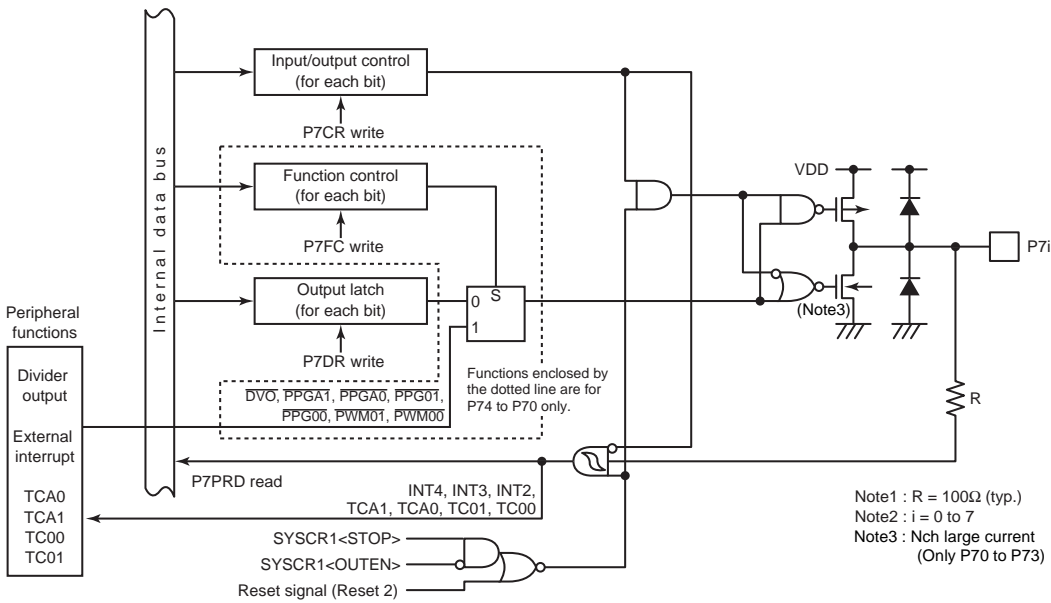 Input/output control
(for each bit)
P7CR write
Function control
(for each bit)
P7FC write
Output latch
(for each bit)
P7DR write
Internal data bus
0
S
1
VDD
P7i
(Note3)
R
Peripheral
functions
Divider
output
External
interrupt
TCA0
TCA1
TC00
TC01
DVO, PPGA1, PPGA0, PPG01,
PPG00, PWM01, PWM00
Functions enclosed by
the dotted line are for
P74 to P70 only.
P7PRD read
INT4, INT3, INT2,
TCA1, TCA0, TC01, TC00
SYSCR1<STOP>
SYSCR1<OUTEN>
Reset signal (Reset 2)
Note1 : R = 100Ω (typ.)
Note2 : i = 0 to 7
Note3 : Nch large current
(Only P70 to P73)